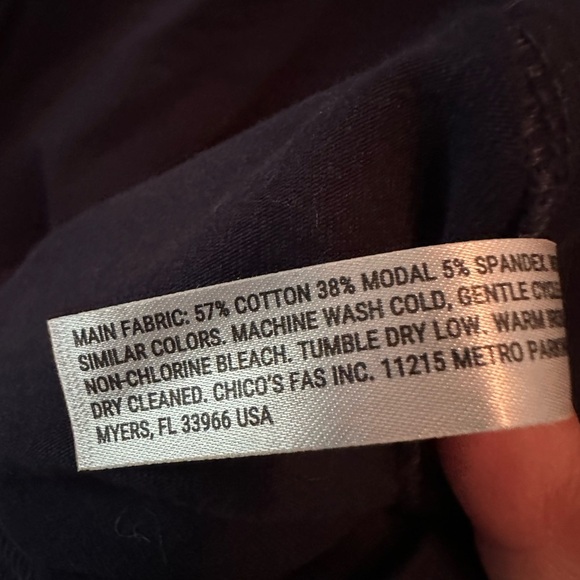 MAIN FABRIC: 57% COTTON 38% MODAL 5% SPANDEX
SIMILAR COLORS. MACHINE WASH COLD, GENTLE CYCLE
NON-CHLORINE BLEACH. TUMBLE DRY LOW. WARM
DRY CLEANED. CHICO'S FAS INC. 11215 METRO
MYERS, FL 33966 USA